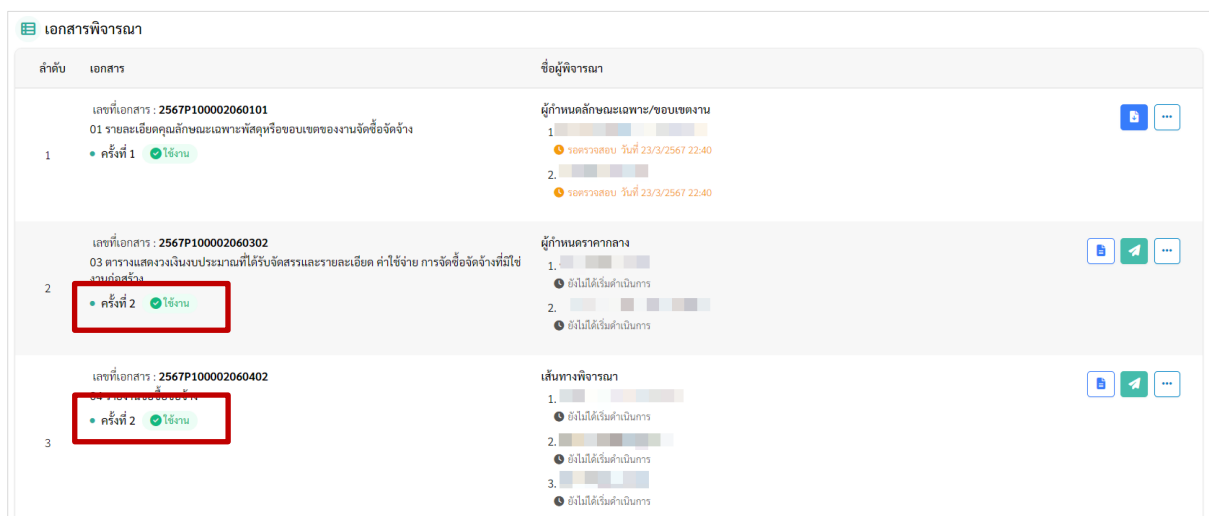 เอกสารพิจารณา
ลำดับ เอกสาร ชื่อผู้พิจารณา
เลขที่เอกสาร : 2567P100002060101 ผู้กำหนดลักษณะเฉพาะ/ขอบเขตงาน
01 รายละเอียดคุณลักษณะเฉพาะพัสดุหรือขอบเขตของงานจัดซื้อจัดจ้าง 1
1 • ครั้งที่ 1 ใช้งาน รอตรวจสอบ วันที่ 23/3/2567 22:40
2.
รอตรวจสอบ วันที่ 23/3/2567 22:40
เลขที่เอกสาร : 2567P100002060302 ผู้กำหนดราคากลาง
03 ตารางแสดงวงเงินงบประมาณที่ได้รับจัดสรรและรายละเอียด ค่าใช้จ่าย การจัดซื้อจัดจ้างที่มิใช่ 1.
งานก่อสร้าง ยังไม่ได้เริ่มดำเนินการ
2 • ครั้งที่ 2 ใช้งาน 2.
ยังไม่ได้เริ่มดำเนินการ
เลขที่เอกสาร : 2567P100002060402 เส้นทางพิจารณา
04 รายงานขอซื้อขอจ้าง 1.
• ครั้งที่ 2 ใช้งาน ยังไม่ได้เริ่มดำเนินการ
3 2.
ยังไม่ได้เริ่มดำเนินการ
3.
ยังไม่ได้เริ่มดำเนินการ